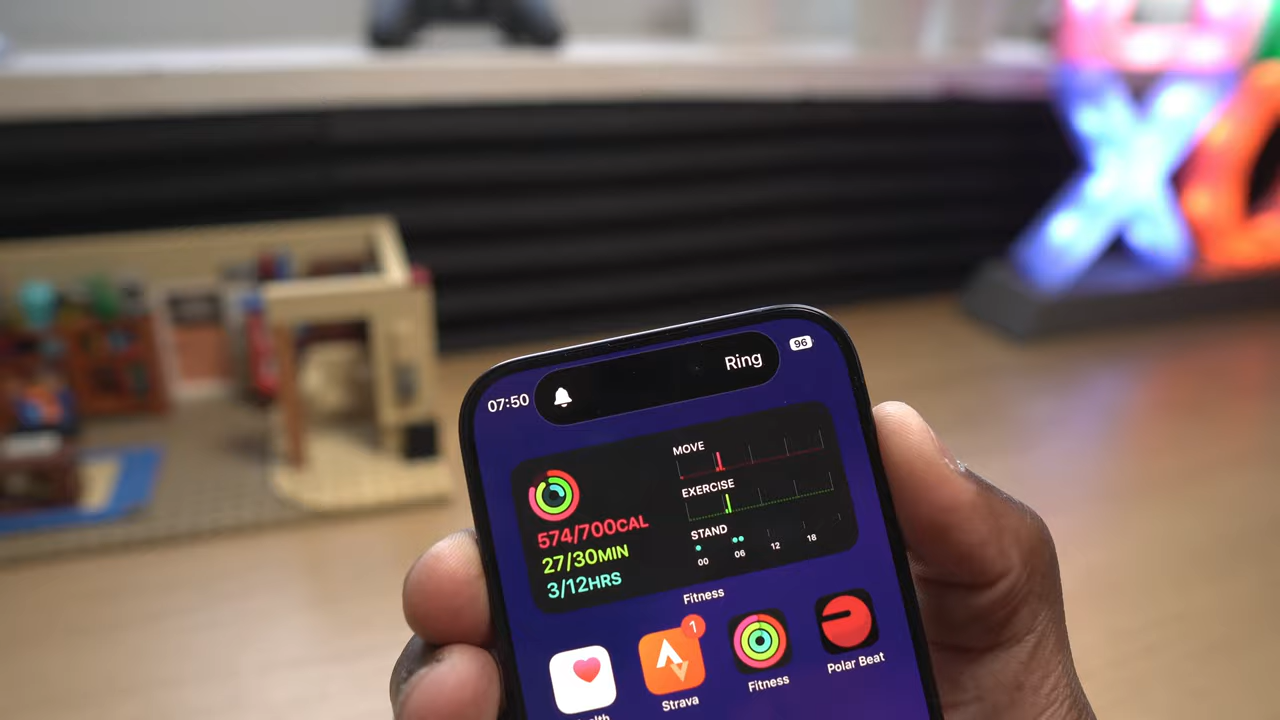 07:50
Ring
96
574/700CAL
27/30MIN
3/12HRS
MOVE
EXERCISE
STAND
00 06 12 18
Fitness
1
Strava
Fitness
Polar Beat
X